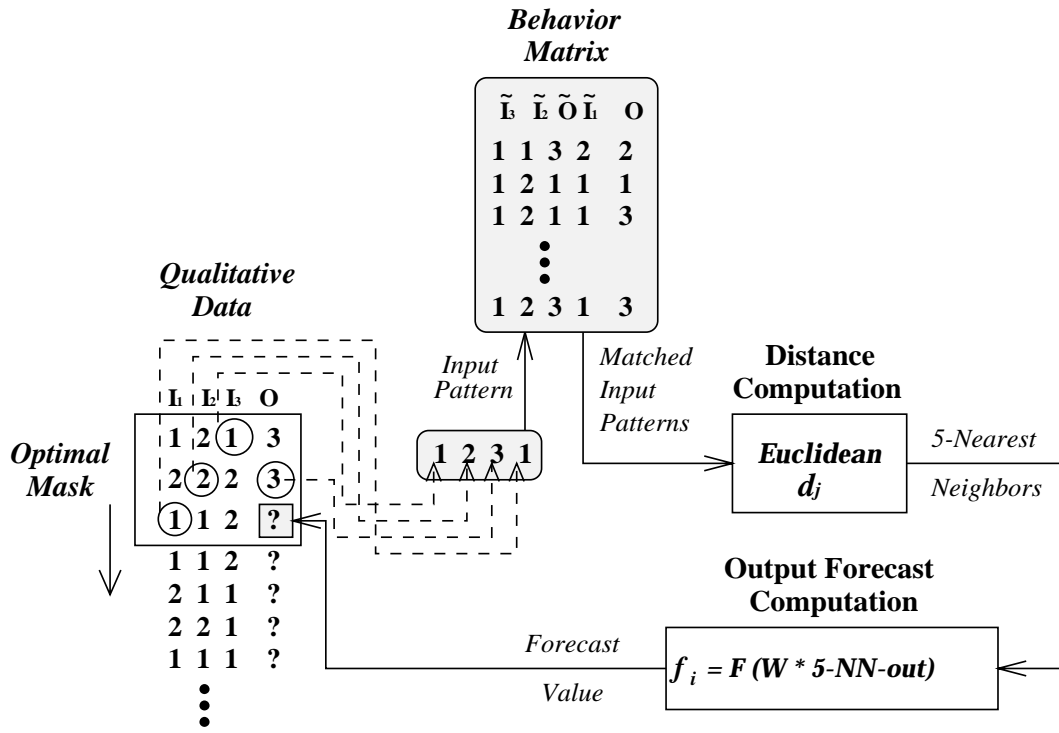 Behavior
Matrix
Ĩ₃ Ĩ₂ Õ Ĩ₁ O
1 1 3 2 2
1 2 1 1 1
1 2 1 1 3
1 2 3 1 3
Qualitative
Data
I₁ I₂ I₃ O
1 2 1 3
2 2 2 3
1 1 2 ?
1 1 2 ?
2 1 1 ?
2 2 1 ?
1 1 1 ?
Optimal
Mask
Input
Pattern
1 2 3 1
Matched
Input
Patterns
Distance
Computation
Euclidean
dⱼ
5-Nearest
Neighbors
Output Forecast
Computation
f i = F (W * 5-NN-out)
Forecast
Value